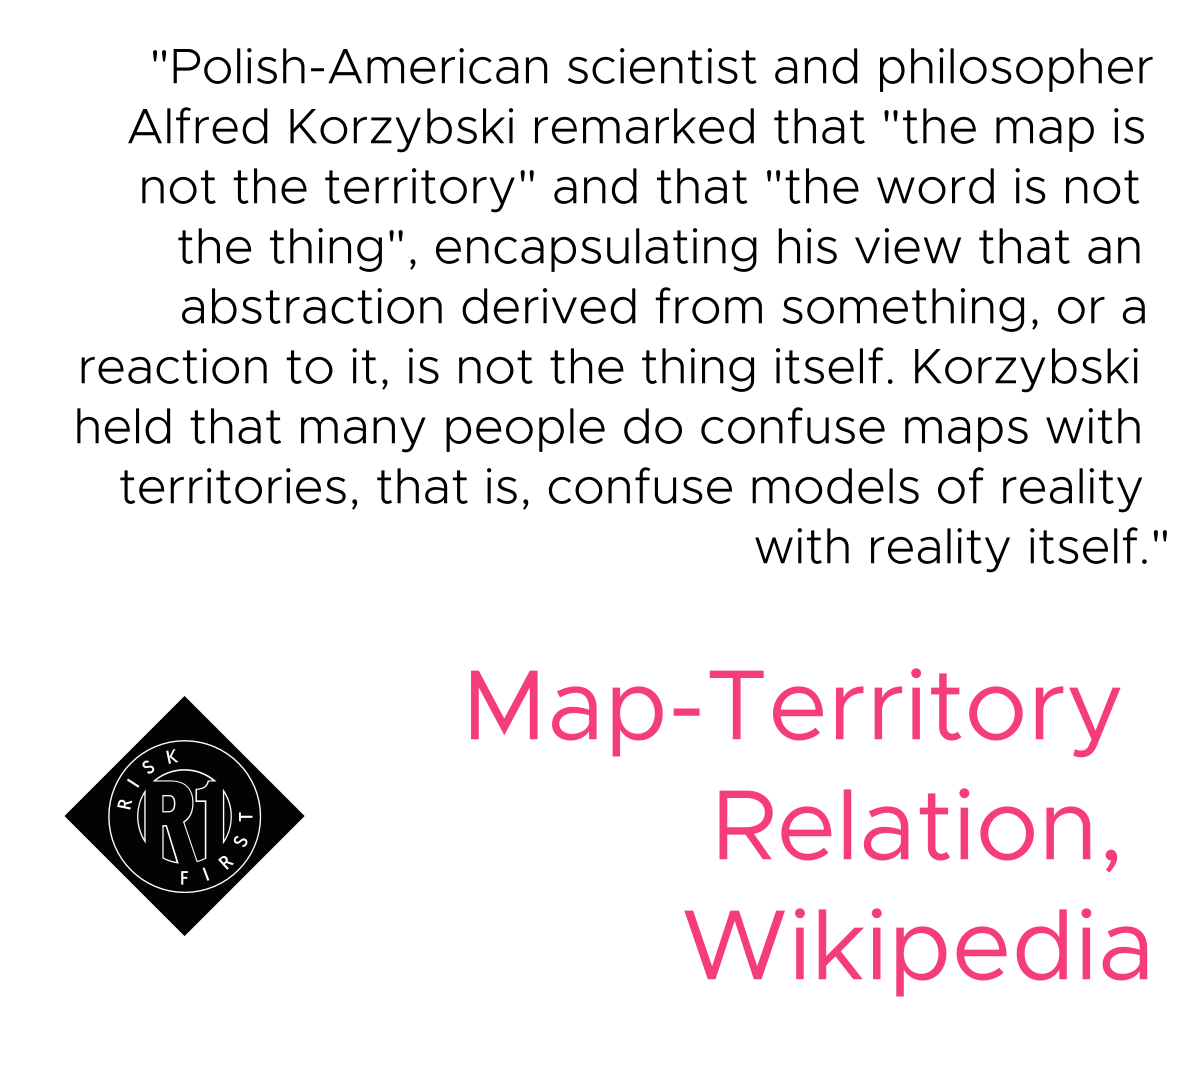 "Polish-American scientist and philosopher
Alfred Korzybski remarked that "the map is
not the territory" and that "the word is not
the thing", encapsulating his view that an
abstraction derived from something, or a
reaction to it, is not the thing itself. Korzybski
held that many people do confuse maps with
territories, that is, confuse models of reality
with reality itself."
Map-Territory
Relation,
Wikipedia
RISK
R1
FIRST